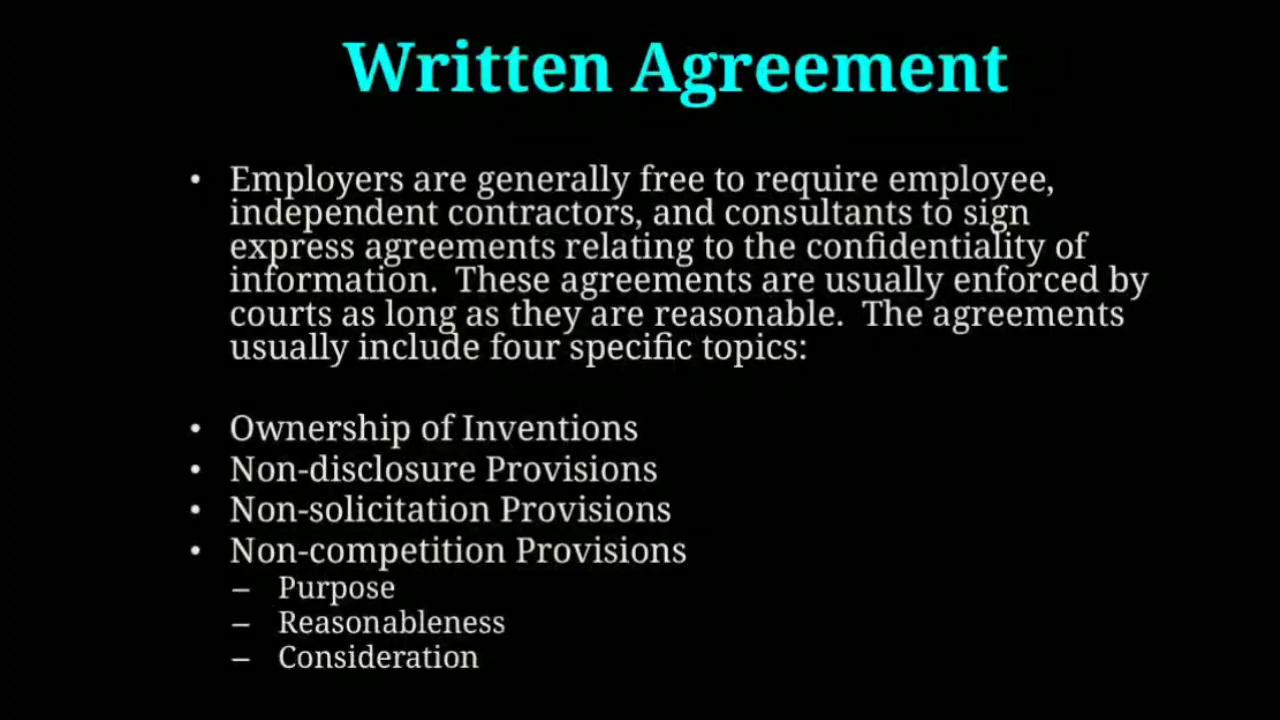 Written Agreement
• Employers are generally free to require employee,
independent contractors, and consultants to sign
express agreements relating to the confidentiality of
information.  These agreements are usually enforced by
courts as long as they are reasonable.  The agreements
usually include four specific topics:
• Ownership of Inventions
• Non-disclosure Provisions
• Non-solicitation Provisions
• Non-competition Provisions
– Purpose
– Reasonableness
– Consideration